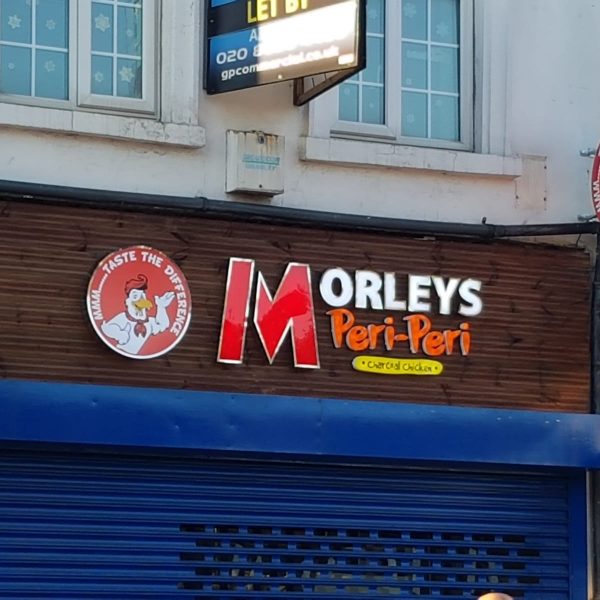 LET BY
020 8
gpcommercial.co.uk
MMM......TASTE THE DIFFERENCE
MORLEYS
Peri-Peri
• Charcoal Chicken •